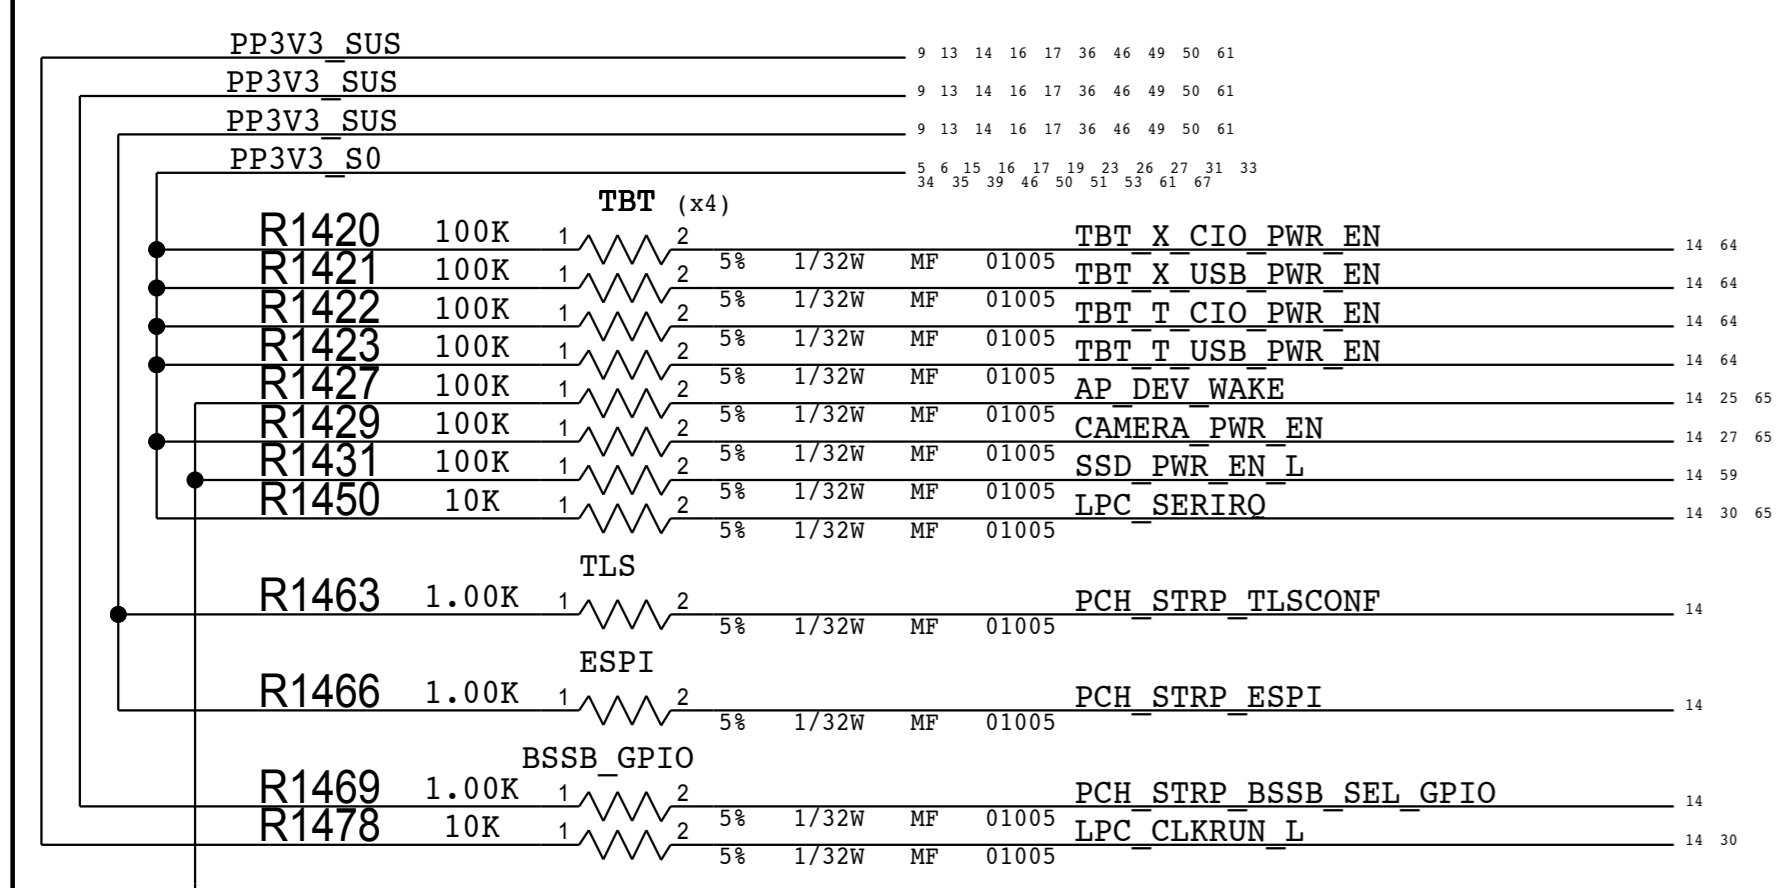 PP3V3_SUS 9 13 14 16 17 36 46 49 50 61
PP3V3_SUS 9 13 14 16 17 36 46 49 50 61
PP3V3_SUS 9 13 14 16 17 36 46 49 50 61
PP3V3_S0 5 6 15 16 17 19 23 26 27 31 33
34 35 39 46 50 51 53 61 67
TBT (x4)
R1420 100K 1 2 TBT_X_CIO_PWR_EN 14 64
5% 1/32W MF 01005
R1421 100K 1 2 TBT_X_USB_PWR_EN 14 64
5% 1/32W MF 01005
R1422 100K 1 2 TBT_T_CIO_PWR_EN 14 64
5% 1/32W MF 01005
R1423 100K 1 2 TBT_T_USB_PWR_EN 14 64
5% 1/32W MF 01005
R1427 100K 1 2 AP_DEV_WAKE 14 25 65
5% 1/32W MF 01005
R1429 100K 1 2 CAMERA_PWR_EN 14 27 65
5% 1/32W MF 01005
R1431 100K 1 2 SSD_PWR_EN_L 14 59
5% 1/32W MF 01005
R1450 10K 1 2 LPC_SERIRQ 14 30 65
5% 1/32W MF 01005
TLS
R1463 1.00K 1 2 PCH_STRP_TLSCONF 14
5% 1/32W MF 01005
ESPI
R1466 1.00K 1 2 PCH_STRP_ESPI 14
5% 1/32W MF 01005
BSSB_GPIO
R1469 1.00K 1 2 PCH_STRP_BSSB_SEL_GPIO 14
5% 1/32W MF 01005
R1478 10K 1 2 LPC_CLKRUN_L 14 30
5% 1/32W MF 01005